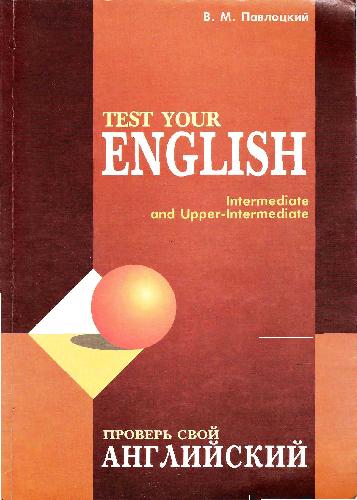 В. М. Павлоцкий
TEST YOUR
ENGLISH
Intermediate
and Upper-Intermediate
ПРОВЕРЬ СВОЙ
АНГЛИЙСКИЙ